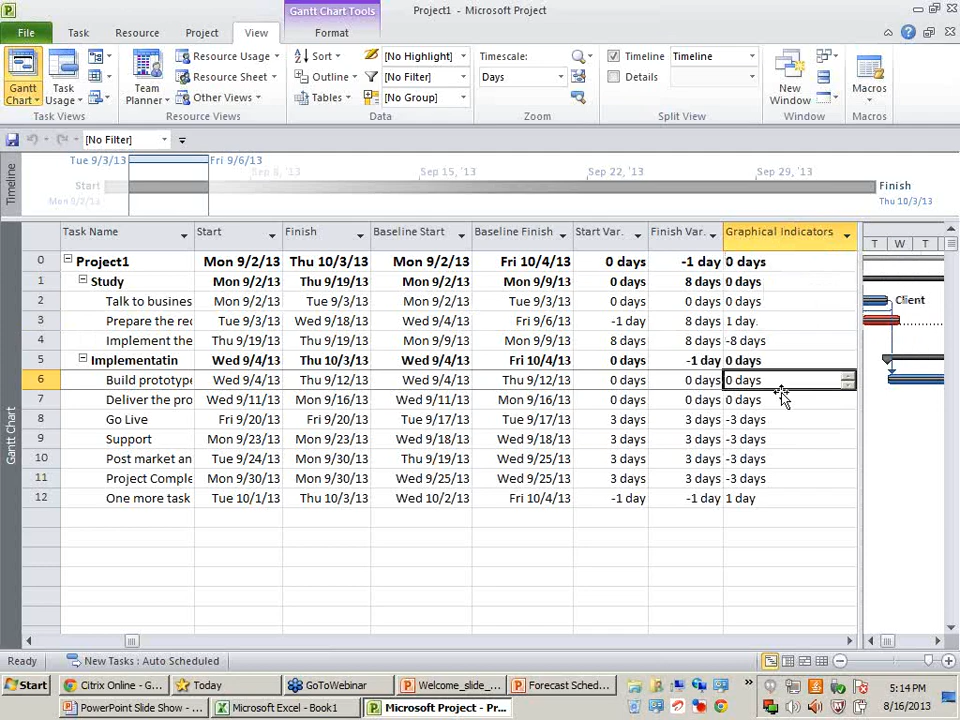 Gantt Chart Tools
Project1 - Microsoft Project
File Task Resource Project View Format
Gantt Chart
Task Usage
Team Planner
Resource Usage
Resource Sheet
Other Views
Sort
Outline
Tables
[No Highlight]
[No Filter]
[No Group]
Timescale:
Days
Timeline Timeline
Details
New Window
Macros
Task Views Resource Views Data Zoom Split View Window Macros
[No Filter]
Timeline
Tue 9/3/13 Fri 9/6/13
Sep 8, '13 Sep 15, '13 Sep 22, '13 Sep 29, '13
Start
Finish
Thu 10/3/13
Task Name Start Finish Baseline Start Baseline Finish Start Var. Finish Var. Graphical Indicators
T W T
0 Project1 Mon 9/2/13 Thu 10/3/13 Mon 9/2/13 Fri 10/4/13 0 days -1 day 0 days
1 Study Mon 9/2/13 Thu 9/19/13 Mon 9/2/13 Mon 9/9/13 0 days 8 days 0 days
2 Talk to busines Mon 9/2/13 Tue 9/3/13 Mon 9/2/13 Tue 9/3/13 0 days 0 days 0 days Client
3 Prepare the rec Tue 9/3/13 Wed 9/18/13 Wed 9/4/13 Fri 9/6/13 -1 day 8 days 1 day
4 Implement the Thu 9/19/13 Thu 9/19/13 Mon 9/9/13 Mon 9/9/13 8 days 8 days -8 days
5 Implementatin Wed 9/4/13 Thu 10/3/13 Wed 9/4/13 Fri 10/4/13 0 days -1 day 0 days
6 Build prototype Wed 9/4/13 Thu 9/12/13 Wed 9/4/13 Thu 9/12/13 0 days 0 days 0 days
7 Deliver the pro Wed 9/11/13 Mon 9/16/13 Wed 9/11/13 Mon 9/16/13 0 days 0 days 0 days
8 Go Live Fri 9/20/13 Fri 9/20/13 Tue 9/17/13 Tue 9/17/13 3 days 3 days -3 days
9 Support Mon 9/23/13 Mon 9/23/13 Wed 9/18/13 Wed 9/18/13 3 days 3 days -3 days
10 Post market an Tue 9/24/13 Mon 9/30/13 Thu 9/19/13 Wed 9/25/13 3 days 3 days -3 days
11 Project Comple Mon 9/30/13 Mon 9/30/13 Wed 9/25/13 Wed 9/25/13 3 days 3 days -3 days
12 One more task Tue 10/1/13 Thu 10/3/13 Wed 10/2/13 Fri 10/4/13 -1 day -1 day 1 day
Gantt Chart
Ready New Tasks : Auto Scheduled
Start Citrix Online - G... Today GoToWebinar Welcome_slide_... Forecast Sched... 5:14 PM
PowerPoint Slide Show - ... Microsoft Excel - Book1 Microsoft Project - Pr... 8/16/2013